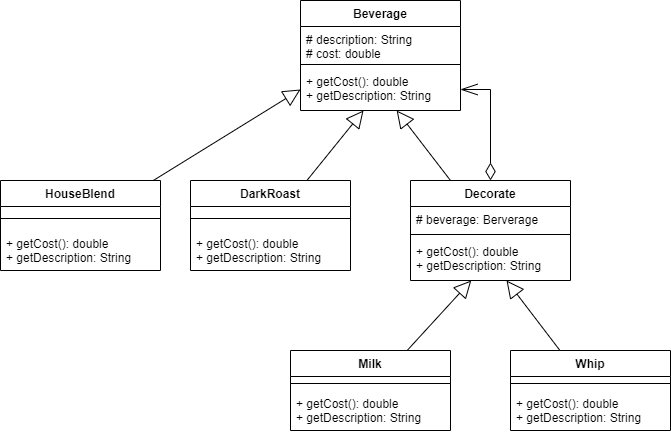 Beverage
# description: String
# cost: double
+ getCost(): double
+ getDescription: String
HouseBlend
+ getCost(): double
+ getDescription: String
DarkRoast
+ getCost(): double
+ getDescription: String
Decorate
# beverage: Berverage
+ getCost(): double
+ getDescription: String
Milk
+ getCost(): double
+ getDescription: String
Whip
+ getCost(): double
+ getDescription: String